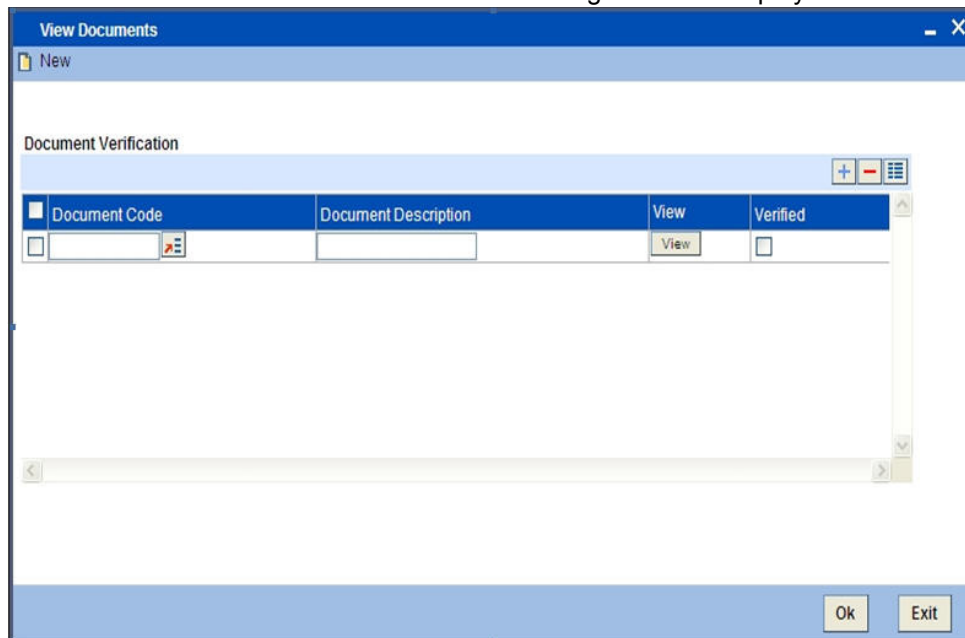 View Documents
New
Document Verification
Document Code Document Description View Verified
View
Ok Exit